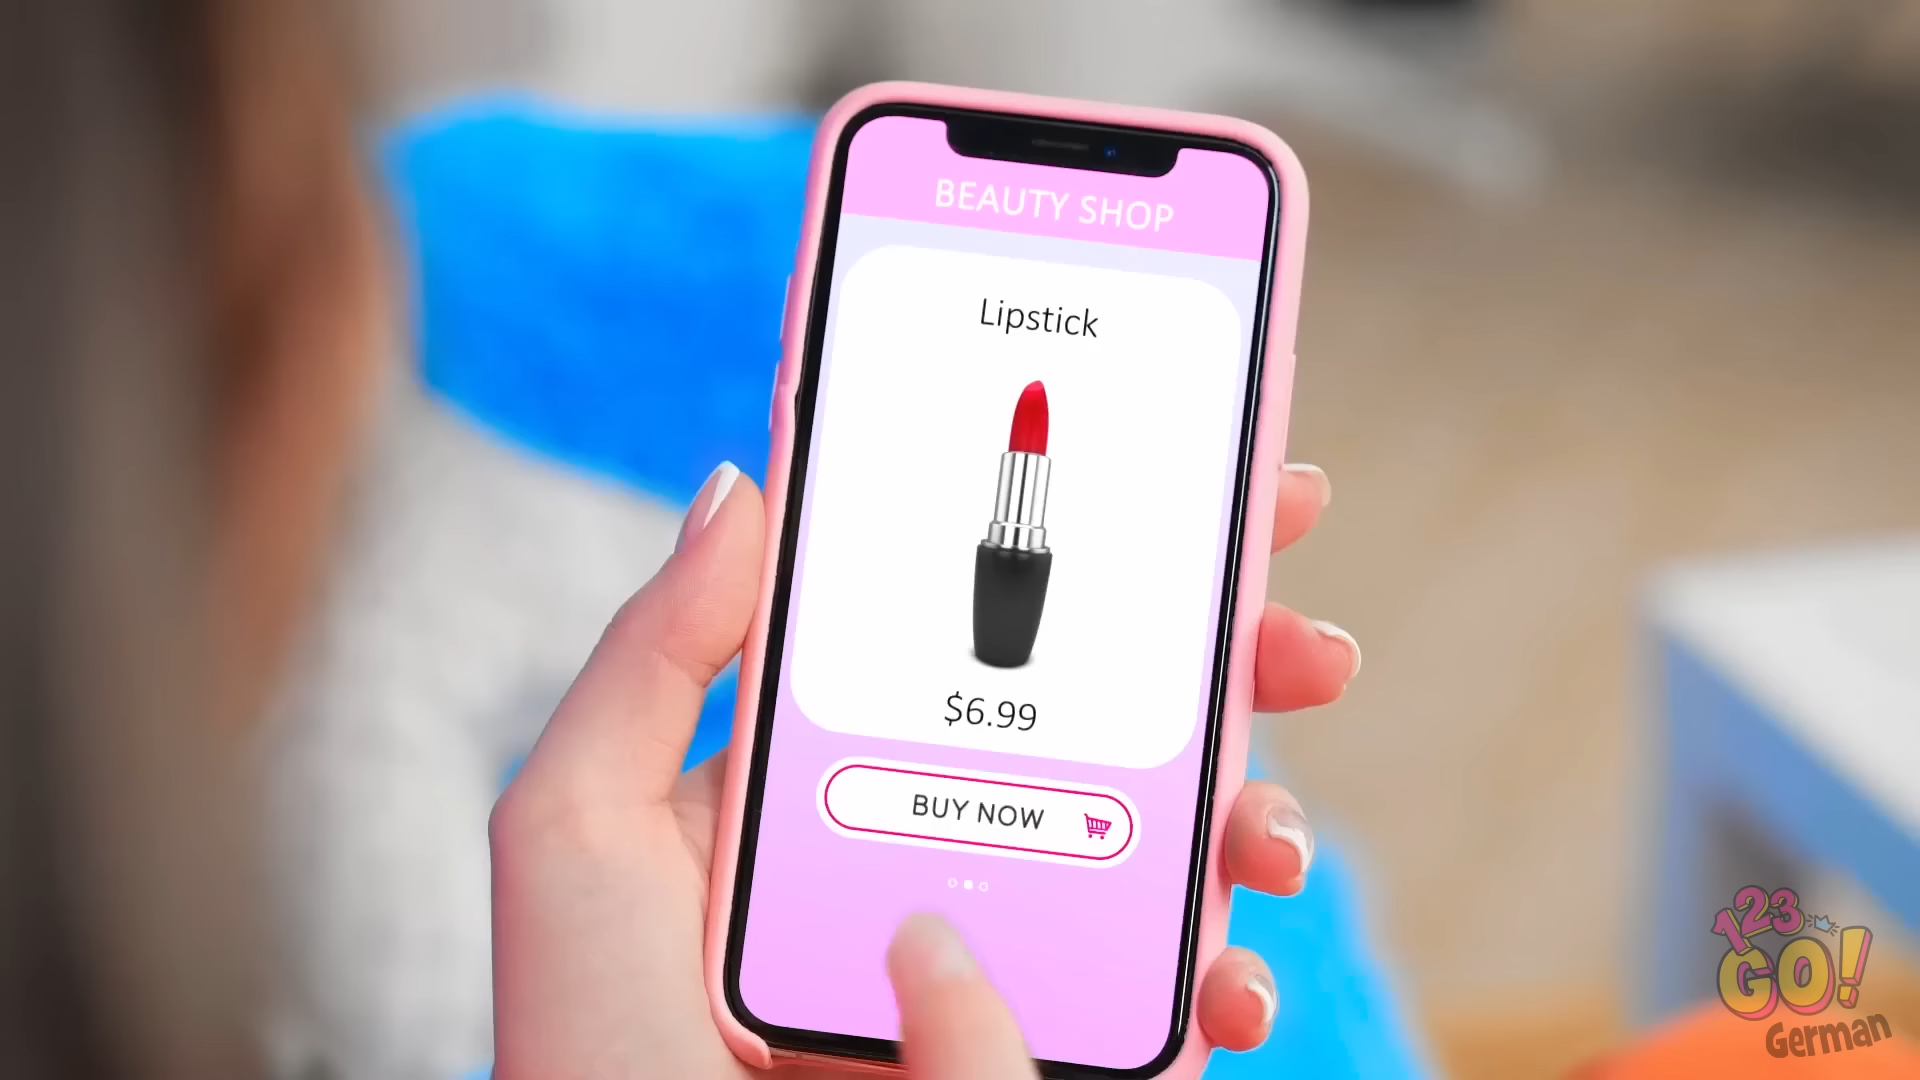 BEAUTY SHOP
Lipstick
$6.99
BUY NOW
123
GO!
German